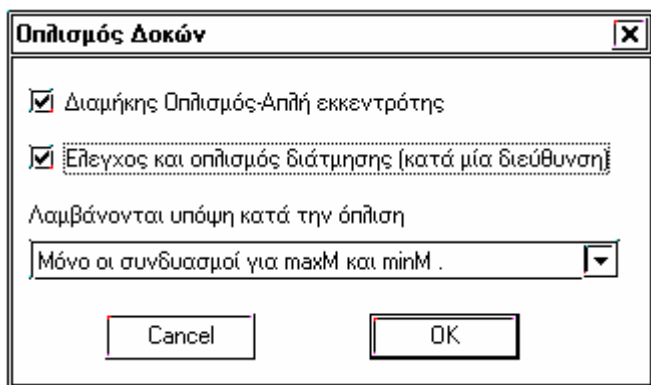 Οπλισμός Δοκών
Διαμήκης Οπλισμός-Απλή εκκεντρότης
Ελεγχος και οπλισμός διάτμησης (κατά μία διεύθυνση)
Λαμβάνονται υπόψη κατά την όπλιση
Μόνο οι συνδυασμοί για maxM και minM .
Cancel OK